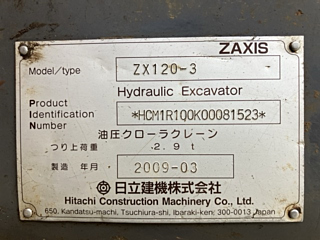 ZAXIS
Model/type ZX120-3
Hydraulic Excavator
Product
Identification *HCM1R1Q0K00081523*
Number
油圧クローラクレーン
つり上荷重 2.9t
製造 年月 2009-03
日立建機株式会社
Hitachi Construction Machinery Co., Ltd.
650, Kandatsu-machi, Tsuchiura-shi, Ibaraki-ken, 300-0013 Japan